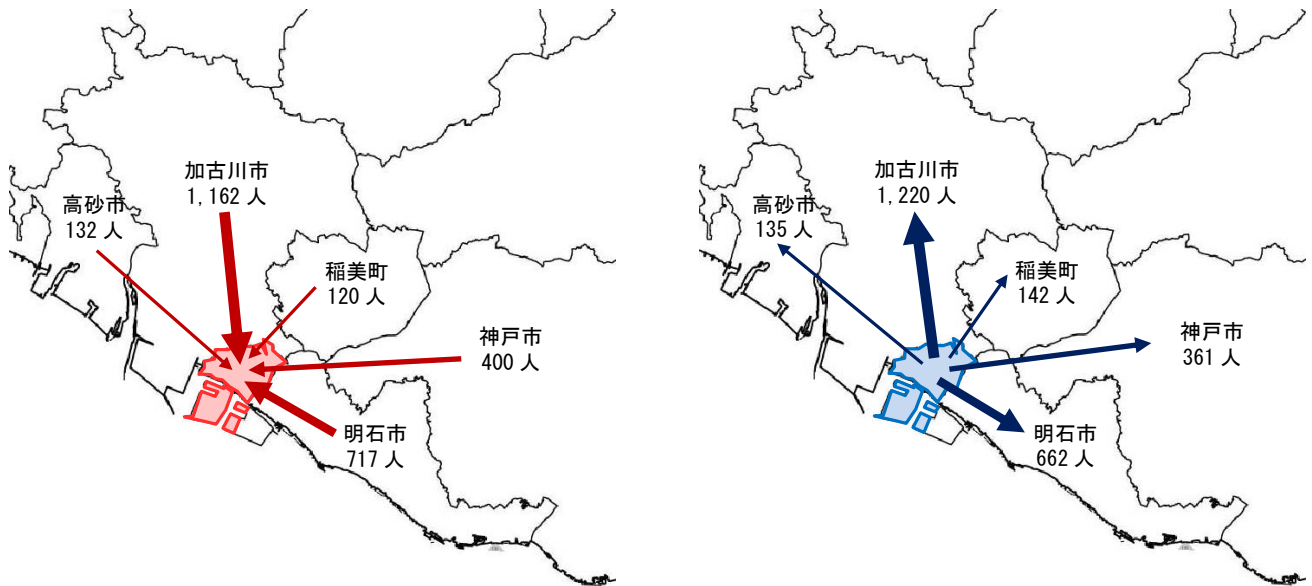 加古川市
1,162 人
高砂市
132 人
稲美町
120 人
神戸市
400 人
明石市
717 人
加古川市
1,220 人
高砂市
135 人
稲美町
142 人
神戸市
361 人
明石市
662 人